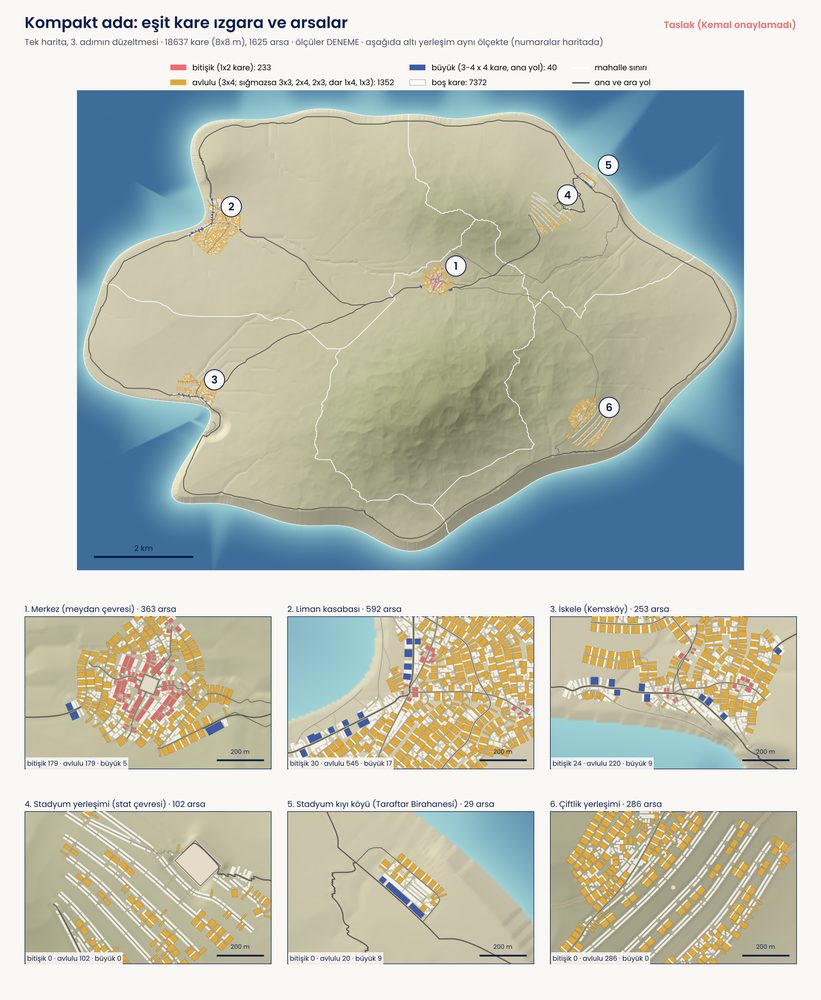 Kompakt ada: eşit kare ızgara ve arsalar
Taslak (Kemal onaylamadı)
Tek harita, 3. adımın düzeltmesi · 18637 kare (8x8 m), 1625 arsa · ölçüler DENEME · aşağıda altı yerleşim aynı ölçekte (numaralar haritada)
bitişik (1x2 kare): 233
büyük (3-4 x 4 kare, ana yol): 40
mahalle sınırı
avlulu (3x4; sığmazsa 3x3, 2x4, 2x3, dar 1x4, 1x3): 1352
boş kare: 7372
ana ve ara yol
5
4
2
1
3
6
2 km
1. Merkez (meydan çevresi) · 363 arsa
2. Liman kasabası · 592 arsa
3. İskele (Kemsköy) · 253 arsa
200 m
200 m
200 m
bitişik 179 · avlulu 179 · büyük 5
bitişik 30 · avlulu 545 · büyük 17
bitişik 24 · avlulu 220 · büyük 9
4. Stadyum yerleşimi (stat çevresi) · 102 arsa
5. Stadyum kıyı köyü (Taraftar Birahanesi) · 29 arsa
6. Çiftlik yerleşimi · 286 arsa
200 m
200 m
200 m
bitişik 0 · avlulu 102 · büyük 0
bitişik 0 · avlulu 20 · büyük 9
bitişik 0 · avlulu 286 · büyük 0